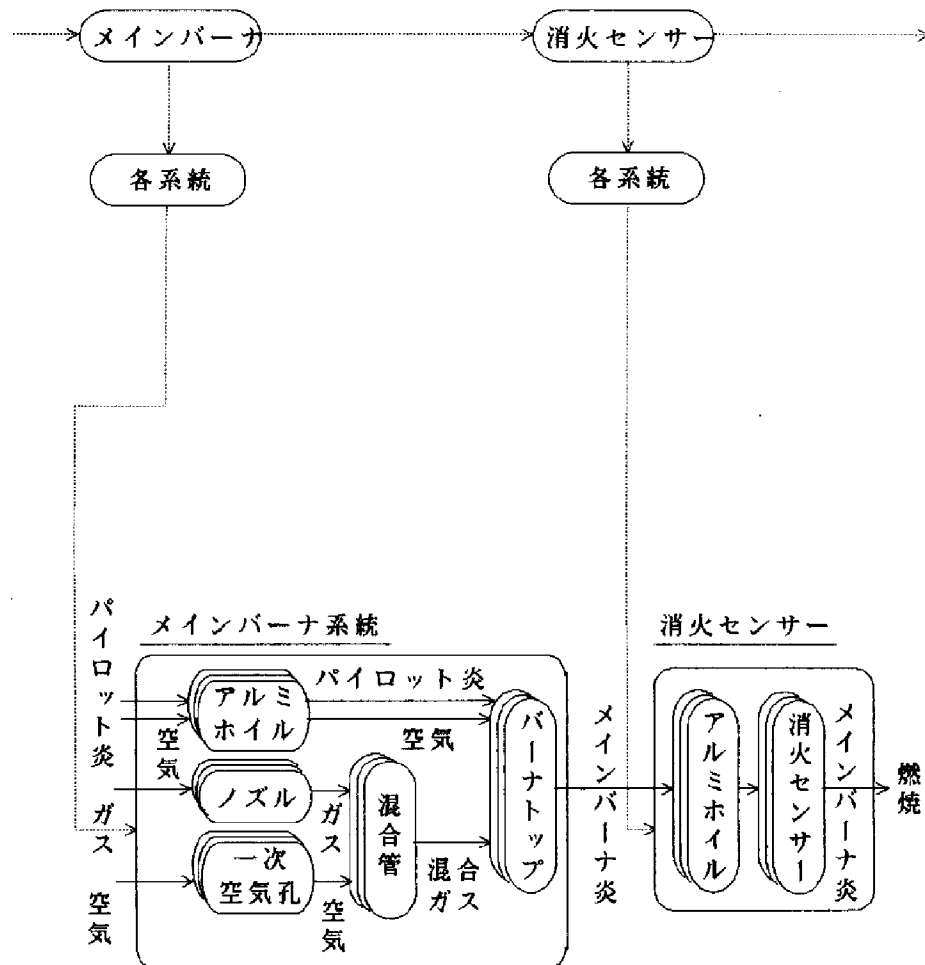 メインバーナ
消火センサー
各系統
各系統
パイロット炎
メインバーナ系統
消火センサー
アルミ
ホイル
パイロット炎
空気
空気
ガス
ノズル
ガス
混合管
混合
ガス
バーナトップ
メインバーナ炎
アルミホイル
消火センサー
メインバーナ炎
燃焼
空気
一次
空気孔
空気